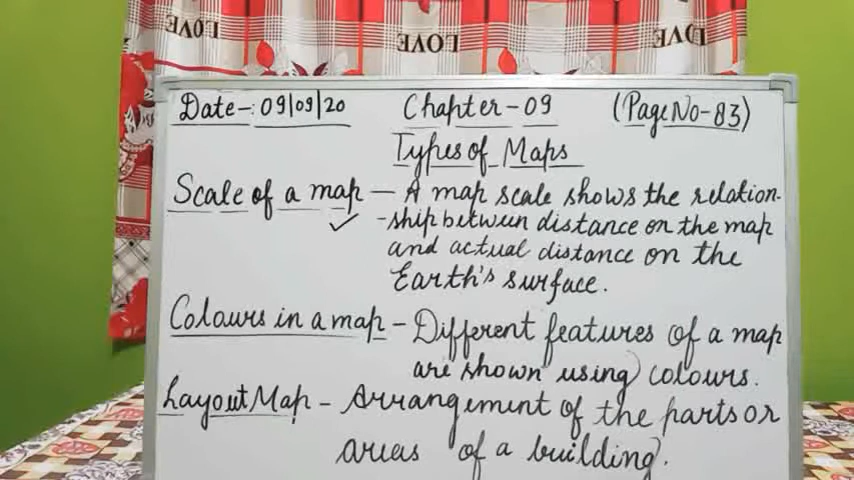 LOVE LOVE LOVE
Date-: 09/09/20 Chapter-09 (Page No-83)
Types of Maps
Scale of a map — A map scale shows the relation-
-ship between distance on the map
and actual distance on the
Earth's surface.
Colours in a map - Different features of a map
are shown using colours.
Layout Map - Arrangement of the parts or
areas of a building.